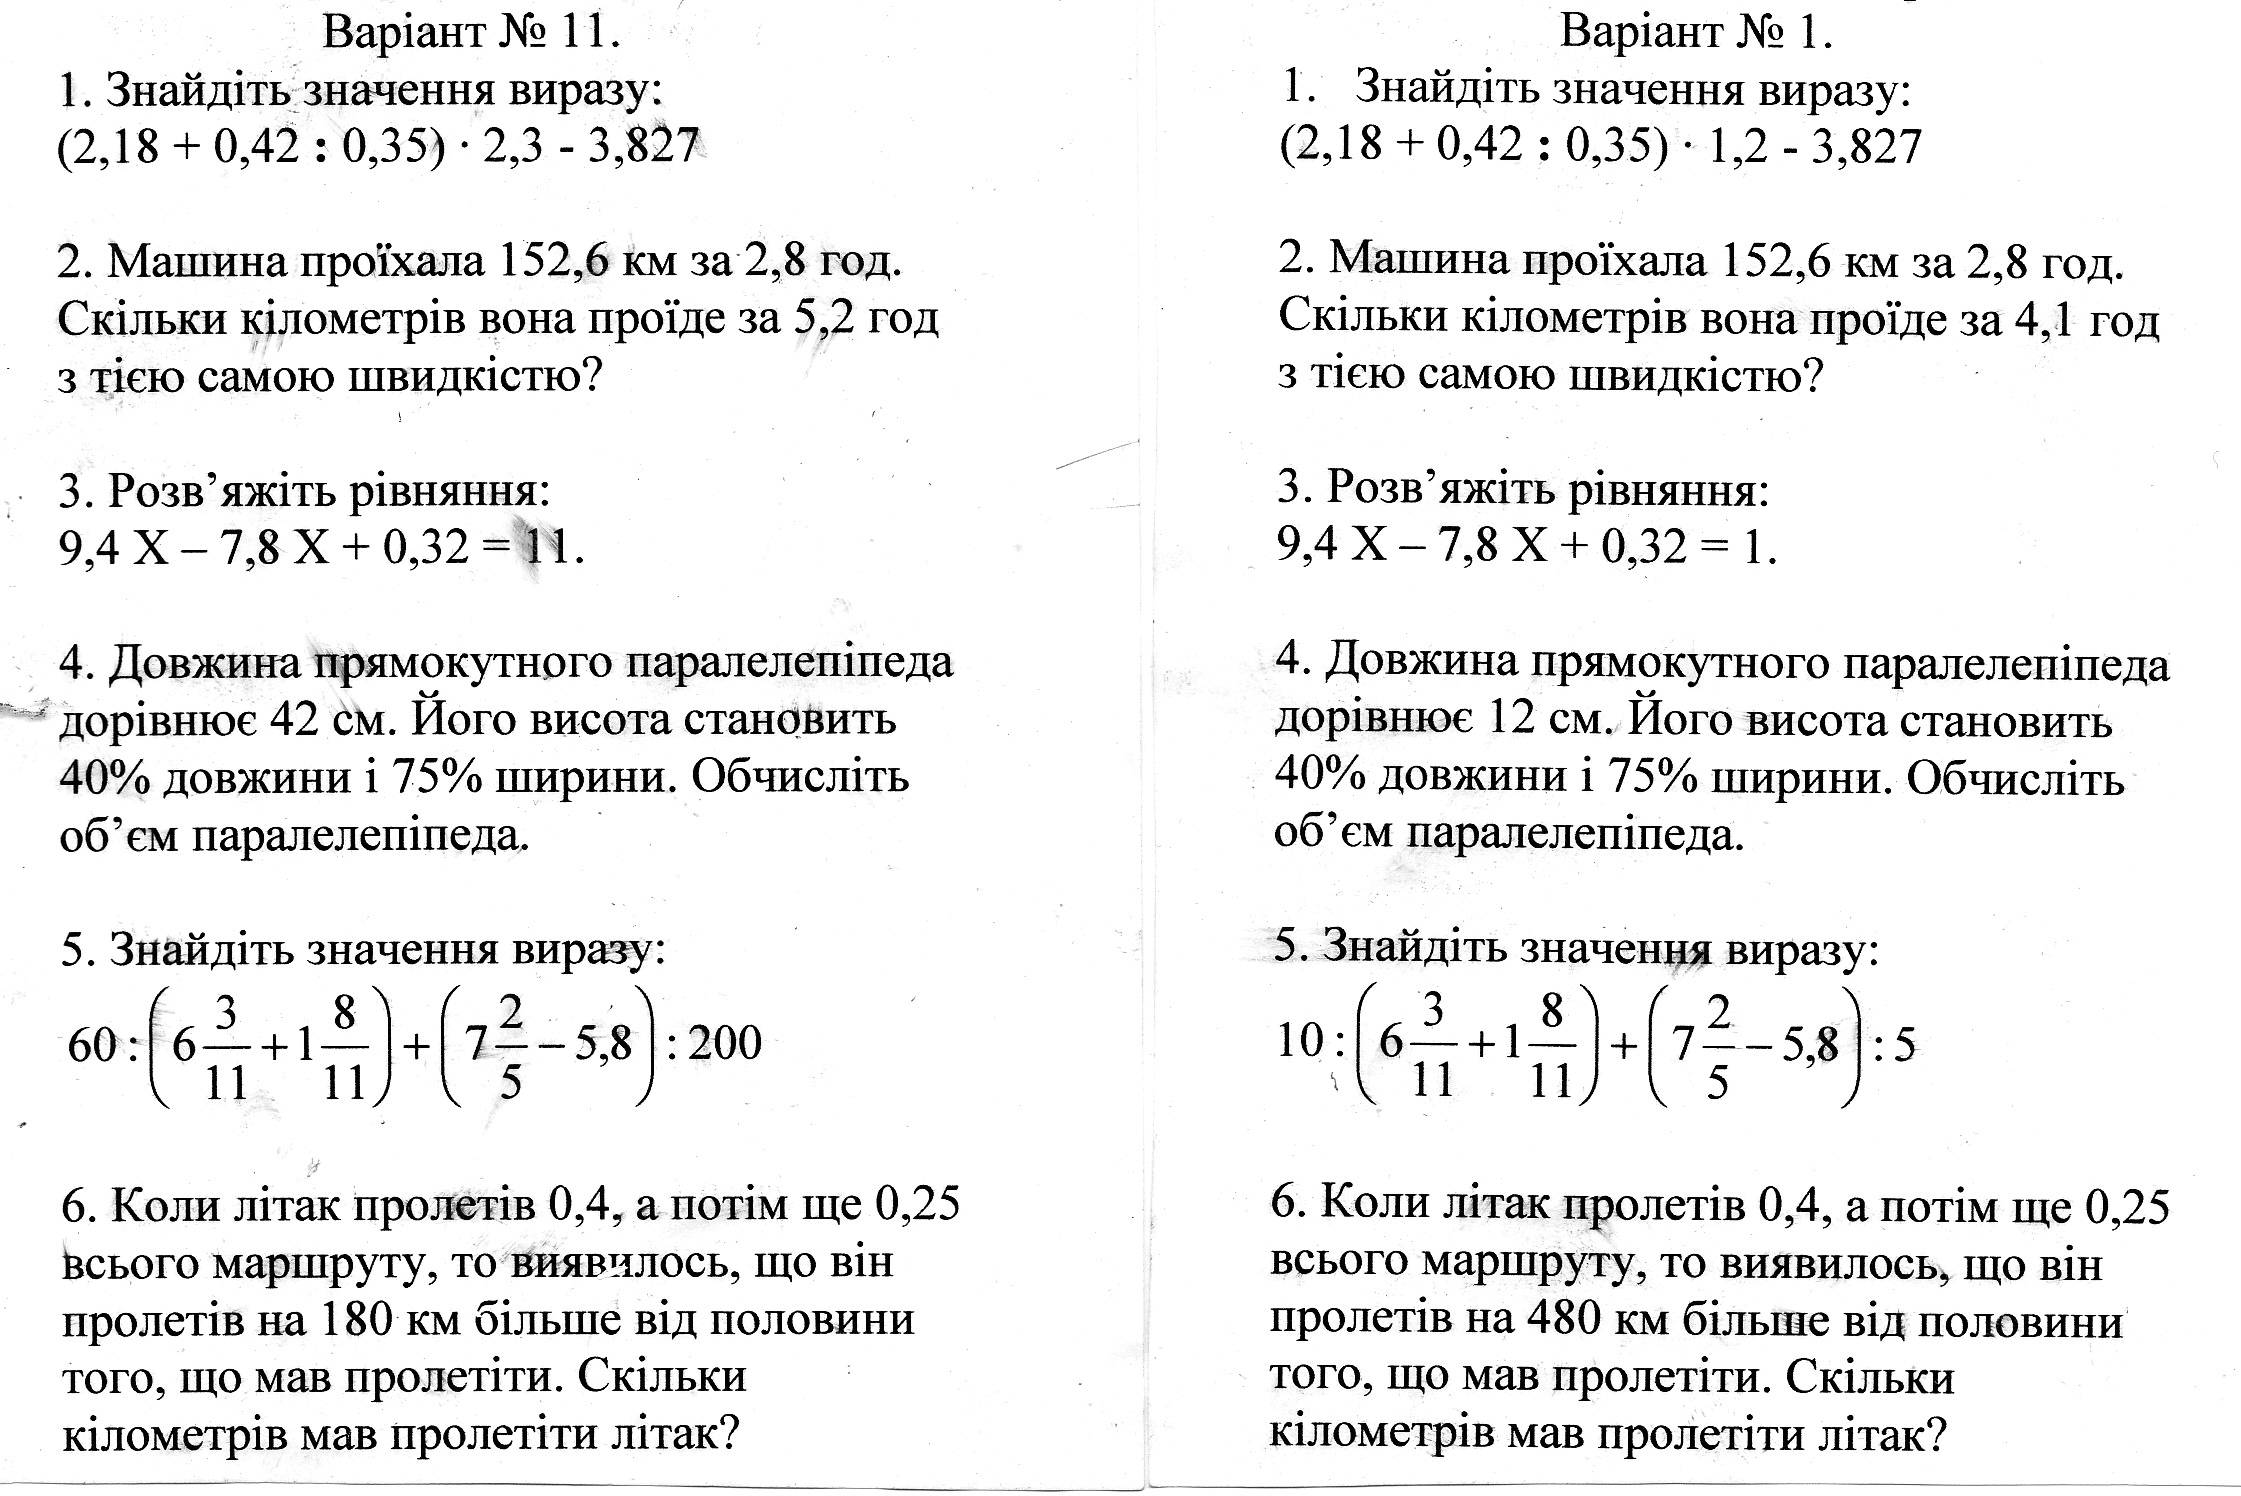 Варіант № 11.
1. Знайдіть значення виразу:
(2,18 + 0,42 : 0,35) · 2,3 - 3,827
2. Машина проїхала 152,6 км за 2,8 год.
Скільки кілометрів вона проїде за 5,2 год
з тією самою швидкістю?
3. Розв’яжіть рівняння:
9,4 Х – 7,8 Х + 0,32 = 11.
4. Довжина прямокутного паралелепіпеда
дорівнює 42 см. Його висота становить
40% довжини і 75% ширини. Обчисліть
об’єм паралелепіпеда.
5. Знайдіть значення виразу:
60 : (6 3/11 + 1 8/11) + (7 2/5 – 5,8) : 200
6. Коли літак пролетів 0,4, а потім ще 0,25
всього маршруту, то виявилось, що він
пролетів на 180 км більше від половини
того, що мав пролетіти. Скільки
кілометрів мав пролетіти літак?
Варіант № 1.
1. Знайдіть значення виразу:
(2,18 + 0,42 : 0,35) · 1,2 - 3,827
2. Машина проїхала 152,6 км за 2,8 год.
Скільки кілометрів вона проїде за 4,1 год
з тією самою швидкістю?
3. Розв’яжіть рівняння:
9,4 Х – 7,8 Х + 0,32 = 1.
4. Довжина прямокутного паралелепіпеда
дорівнює 12 см. Його висота становить
40% довжини і 75% ширини. Обчисліть
об’єм паралелепіпеда.
5. Знайдіть значення виразу:
10 : (6 3/11 + 1 8/11) + (7 2/5 – 5,8) : 5
6. Коли літак пролетів 0,4, а потім ще 0,25
всього маршруту, то виявилось, що він
пролетів на 480 км більше від половини
того, що мав пролетіти. Скільки
кілометрів мав пролетіти літак?